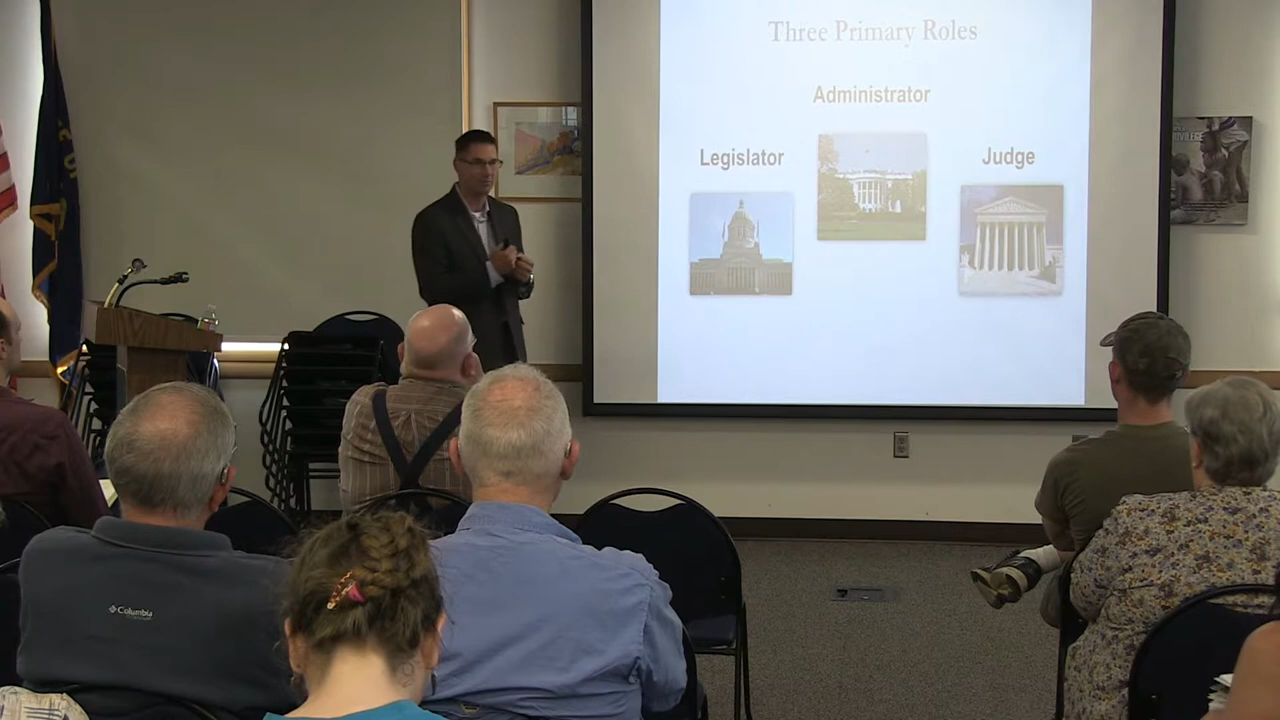 Three Primary Roles
Administrator
Legislator
Judge
Columbia